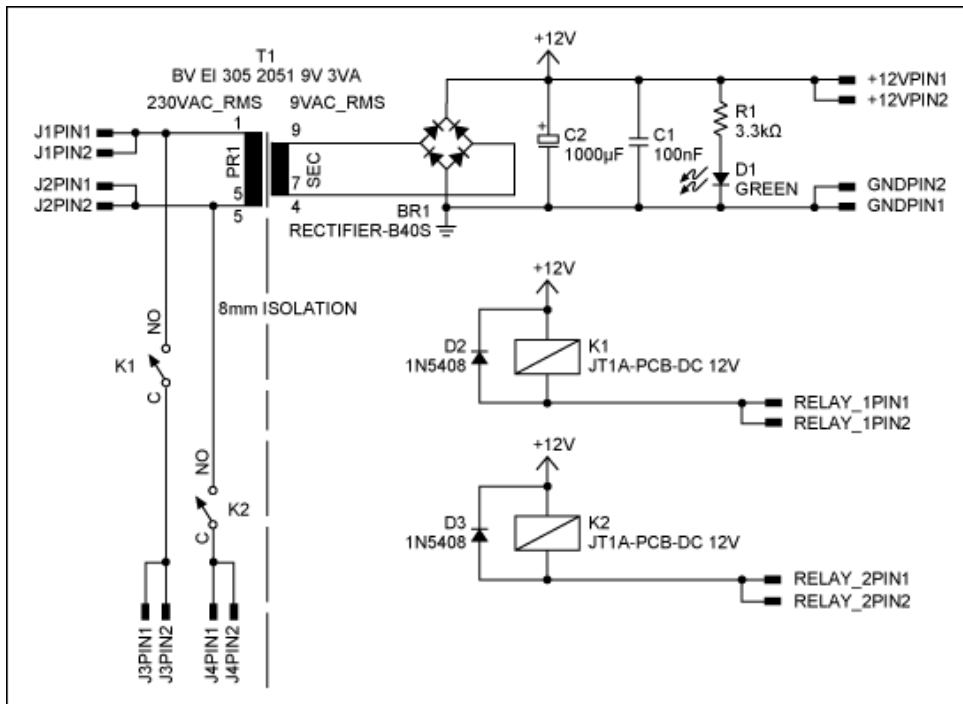 +12V
T1
BV EI 305 2051 9V 3VA
230VAC_RMS 9VAC_RMS
+12VPIN1
+12VPIN2
J1PIN1
J1PIN2
J2PIN1
J2PIN2
1
PR1
5
5
9
SEC
7
4
BR1
RECTIFIER-B40S
+
C2
1000µF
C1
100nF
R1
3.3kΩ
D1
GREEN
GNDPIN2
GNDPIN1
8mm ISOLATION
NO
K1
C
NO
K2
C
J3PIN1
J3PIN2
J4PIN1
J4PIN2
+12V
D2
1N5408
K1
JT1A-PCB-DC 12V
RELAY_1PIN1
RELAY_1PIN2
+12V
D3
1N5408
K2
JT1A-PCB-DC 12V
RELAY_2PIN1
RELAY_2PIN2